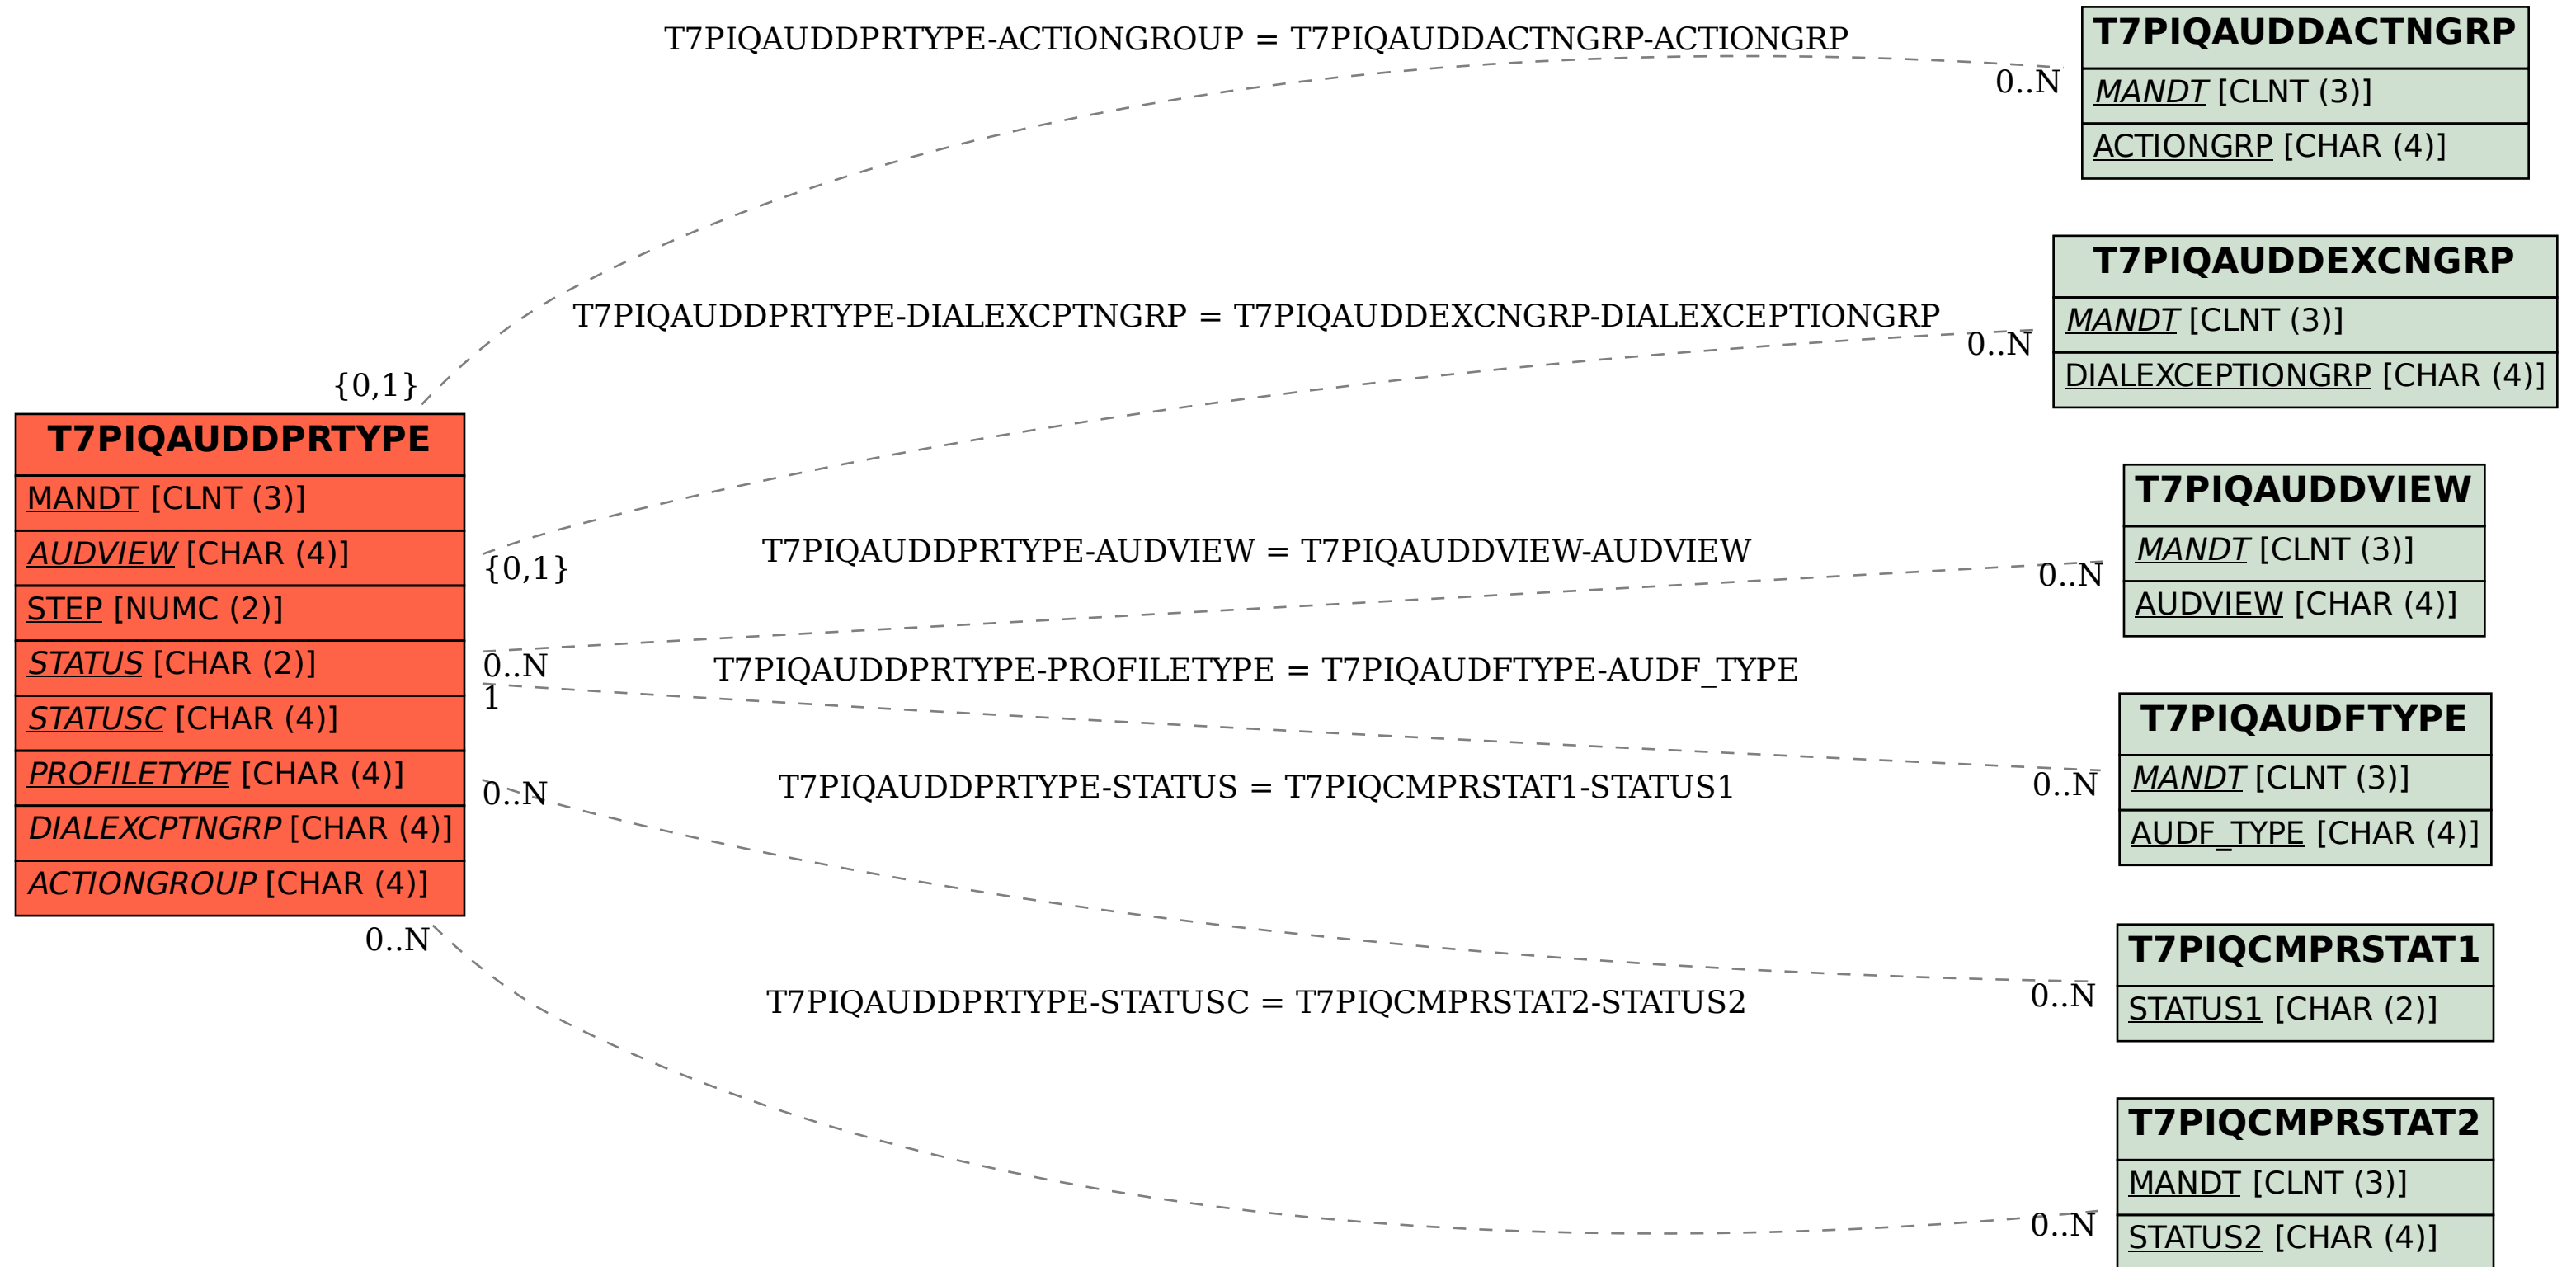 T7PIQAUDDPRTYPE-ACTIONGROUP = T7PIQAUDDACTNGRP-ACTIONGRP
0..N
{0,1}
T7PIQAUDDACTNGRP
MANDT [CLNT (3)]
ACTIONGRP [CHAR (4)]
T7PIQAUDDPRTYPE-DIALEXCPTNGRP = T7PIQAUDDEXCNGRP-DIALEXCEPTIONGRP
0..N
{0,1}
T7PIQAUDDEXCNGRP
MANDT [CLNT (3)]
DIALEXCEPTIONGRP [CHAR (4)]
T7PIQAUDDPRTYPE
MANDT [CLNT (3)]
AUDVIEW [CHAR (4)]
STEP [NUMC (2)]
STATUS [CHAR (2)]
STATUSC [CHAR (4)]
PROFILETYPE [CHAR (4)]
DIALEXCPTNGRP [CHAR (4)]
ACTIONGROUP [CHAR (4)]
T7PIQAUDDPRTYPE-AUDVIEW = T7PIQAUDDVIEW-AUDVIEW
0..N
0..N
T7PIQAUDDVIEW
MANDT [CLNT (3)]
AUDVIEW [CHAR (4)]
T7PIQAUDDPRTYPE-PROFILETYPE = T7PIQAUDFTYPE-AUDF_TYPE
1
0..N
T7PIQAUDFTYPE
MANDT [CLNT (3)]
AUDF_TYPE [CHAR (4)]
T7PIQAUDDPRTYPE-STATUS = T7PIQCMPRSTAT1-STATUS1
0..N
0..N
T7PIQCMPRSTAT1
STATUS1 [CHAR (2)]
T7PIQAUDDPRTYPE-STATUSC = T7PIQCMPRSTAT2-STATUS2
0..N
0..N
T7PIQCMPRSTAT2
MANDT [CLNT (3)]
STATUS2 [CHAR (4)]